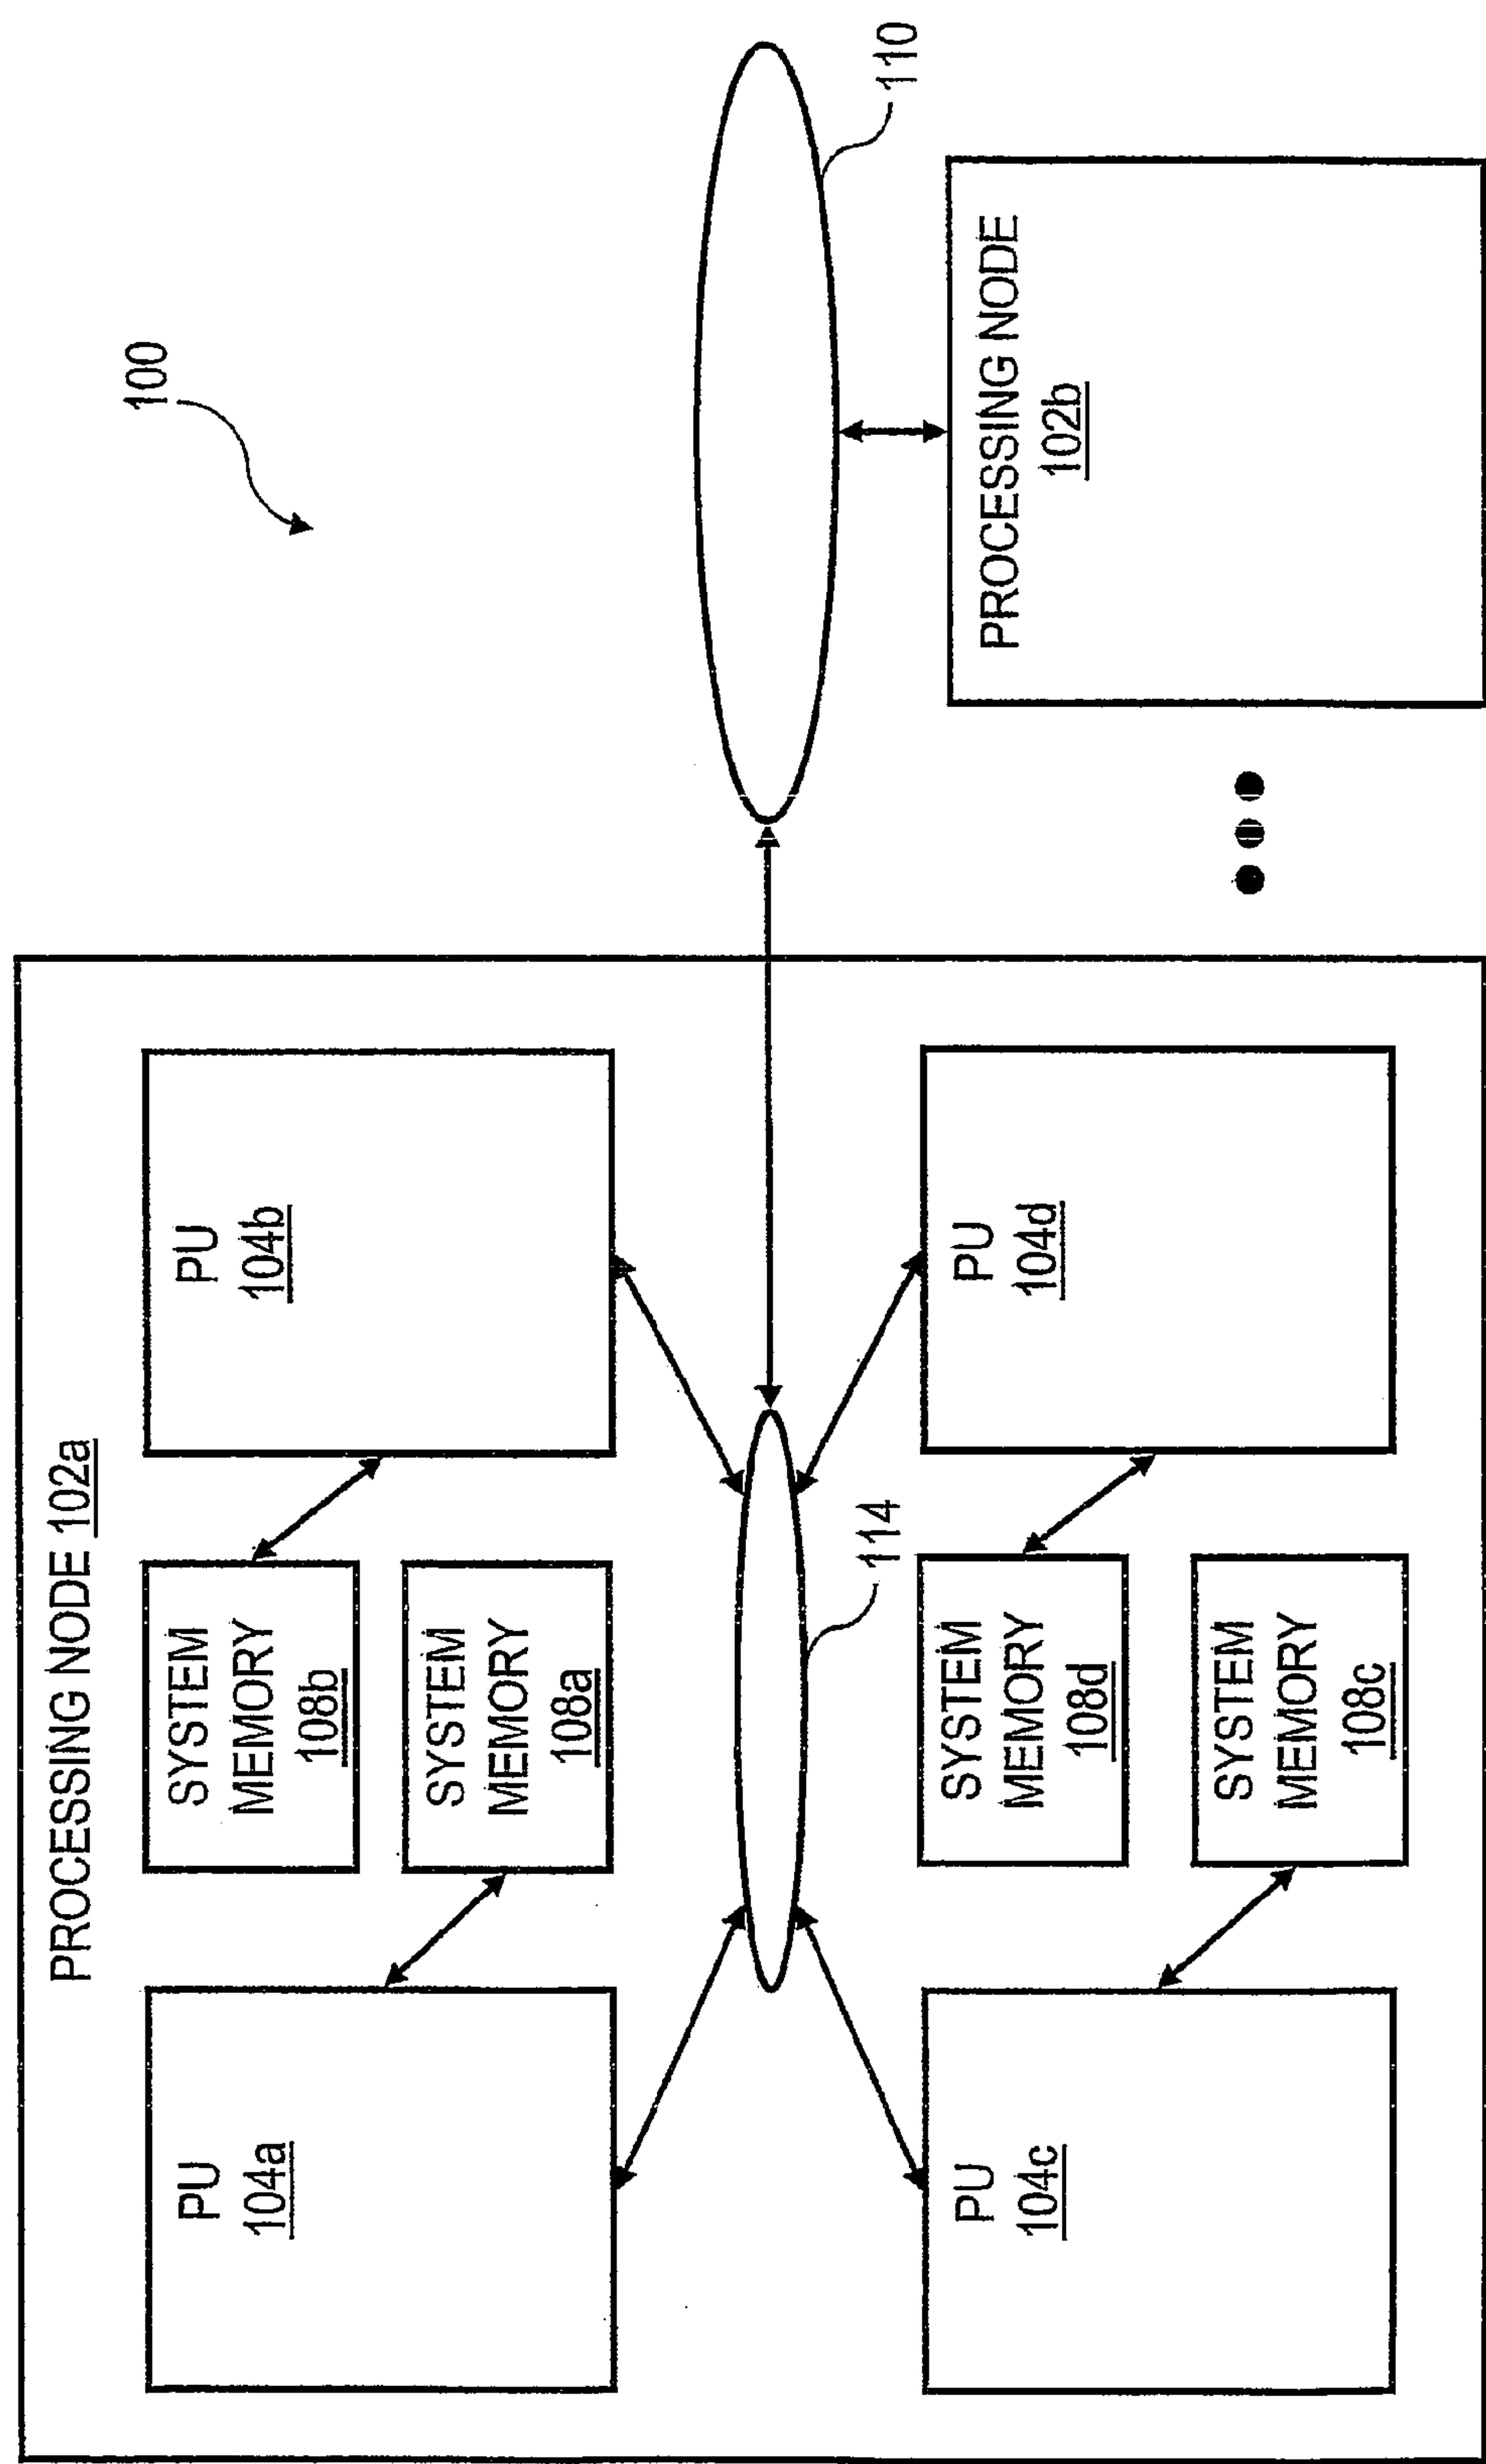 100
PROCESSING NODE 102a
PU
104a
SYSTEM
MEMORY
108b
SYSTEM
MEMORY
108a
PU
104b
114
110
PU
104c
SYSTEM
MEMORY
108d
SYSTEM
MEMORY
108c
PU
104d
PROCESSING NODE
102b